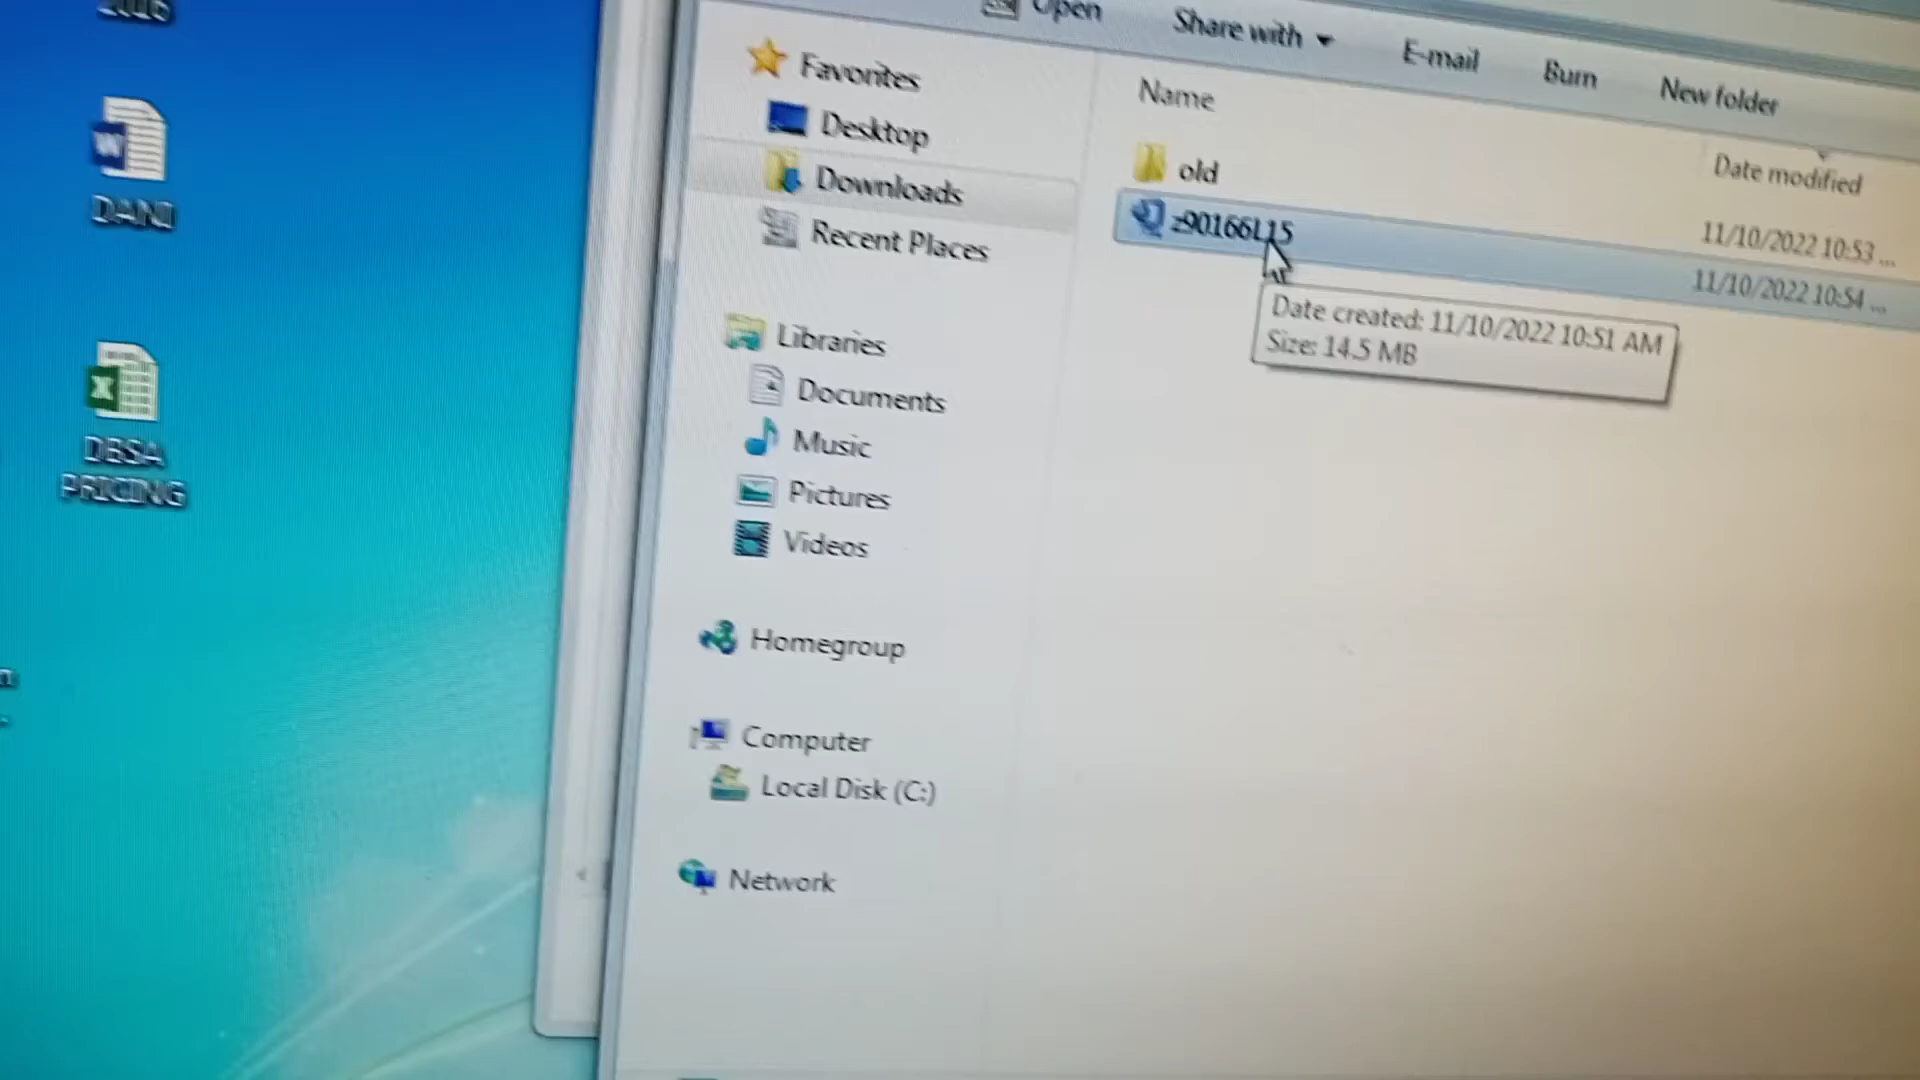 2016
DANI
DBSA
PRICING
Open
Share with
E-mail
Burn
New folder
Favorites
Desktop
Downloads
Recent Places
Libraries
Documents
Music
Pictures
Videos
Homegroup
Computer
Local Disk (C:)
Network
Name
Date modified
old
11/10/2022 10:53 ...
z90166L15
11/10/2022 10:54 ...
Date created: 11/10/2022 10:51 AM
Size: 14.5 MB